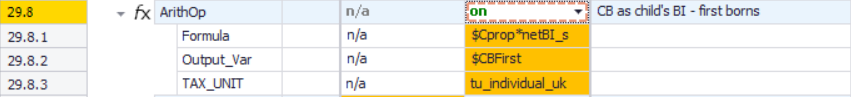 29.8 fx ArithOp n/a on CB as child's BI - first borns
29.8.1 Formula n/a $Cprop*netBI_s
29.8.2 Output_Var n/a $CBFirst
29.8.3 TAX_UNIT n/a tu_individual_uk